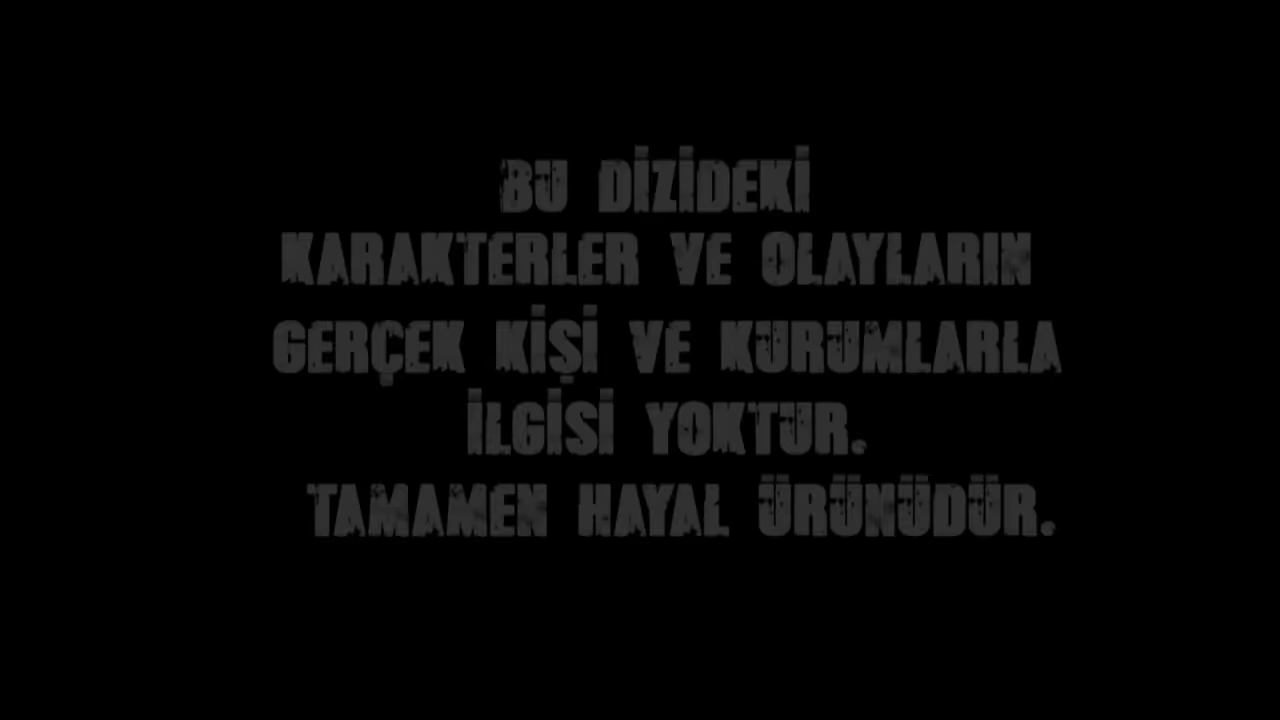 BU DİZİDEKİ
KARAKTERLER VE OLAYLARIN
GERÇEK KİŞİ VE KURUMLARLA
İLGİSİ YOKTUR.
TAMAMEN HAYAL ÜRÜNÜDÜR.